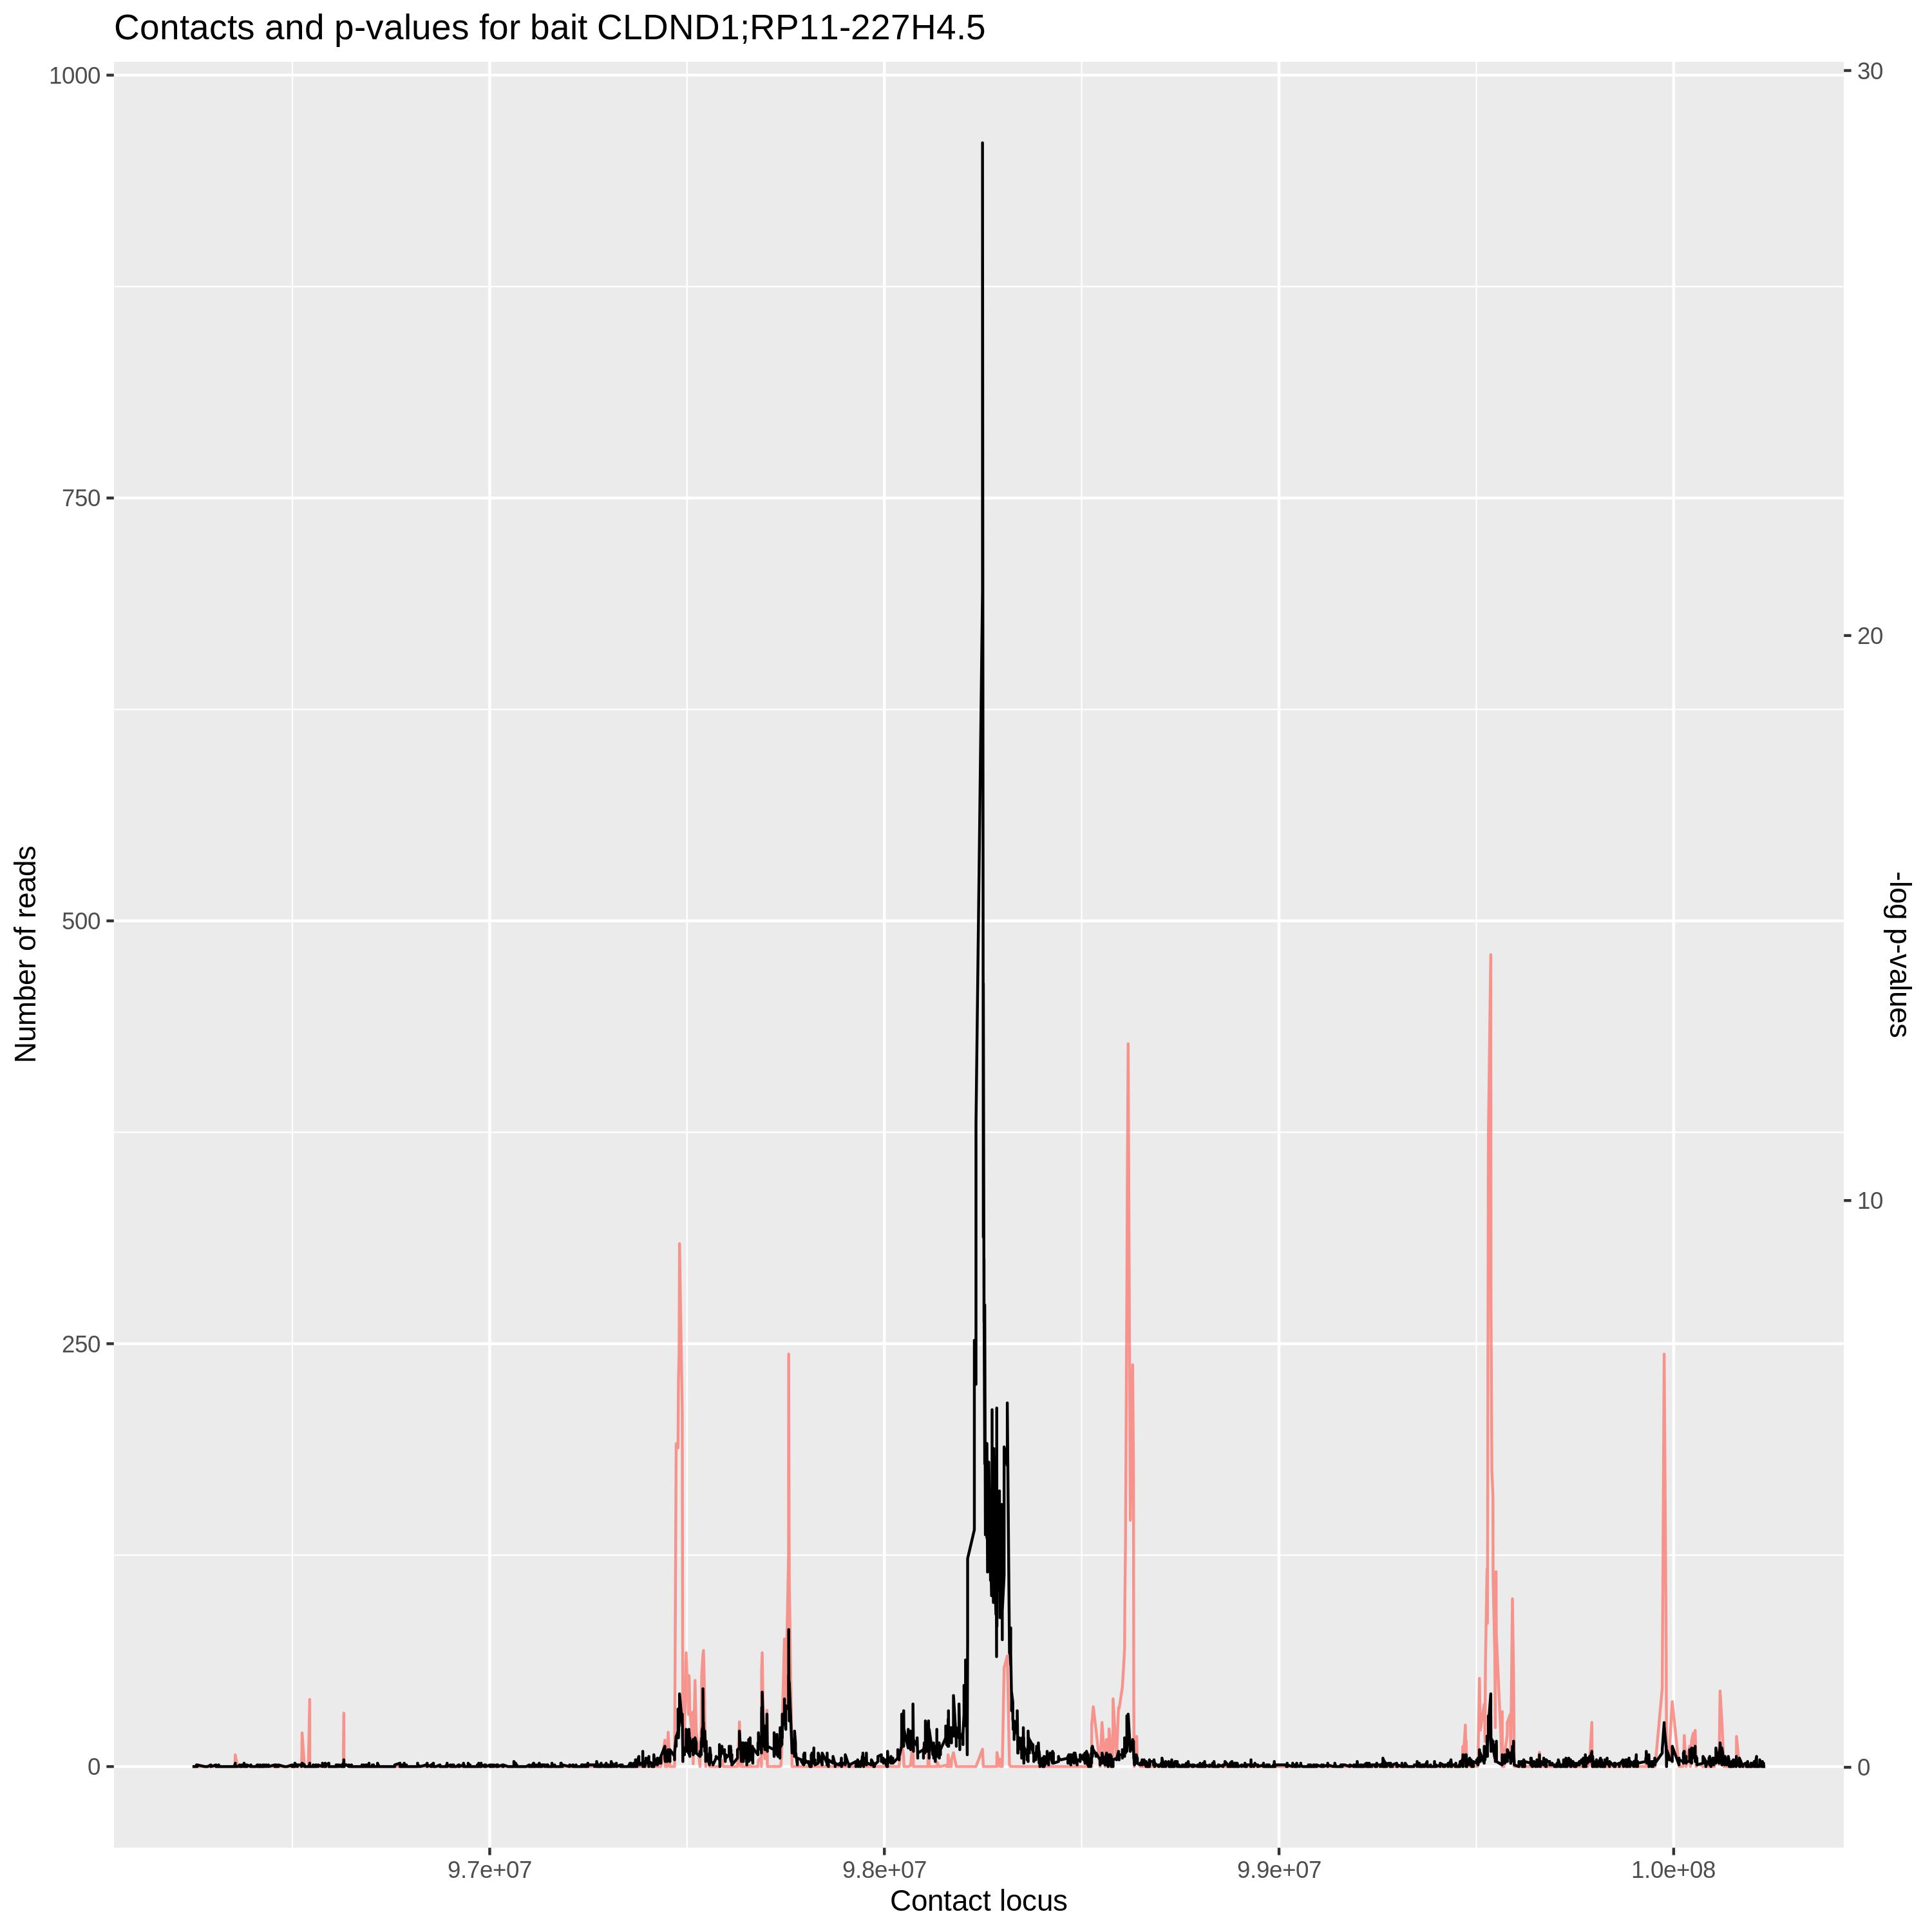 Contacts and p-values for bait CLDND1;RP11-227H4.5
1000
750
500
250
0
Number of reads
30
20
10
0
-log p-values
9.7e+07
9.8e+07
9.9e+07
1.0e+08
Contact locus